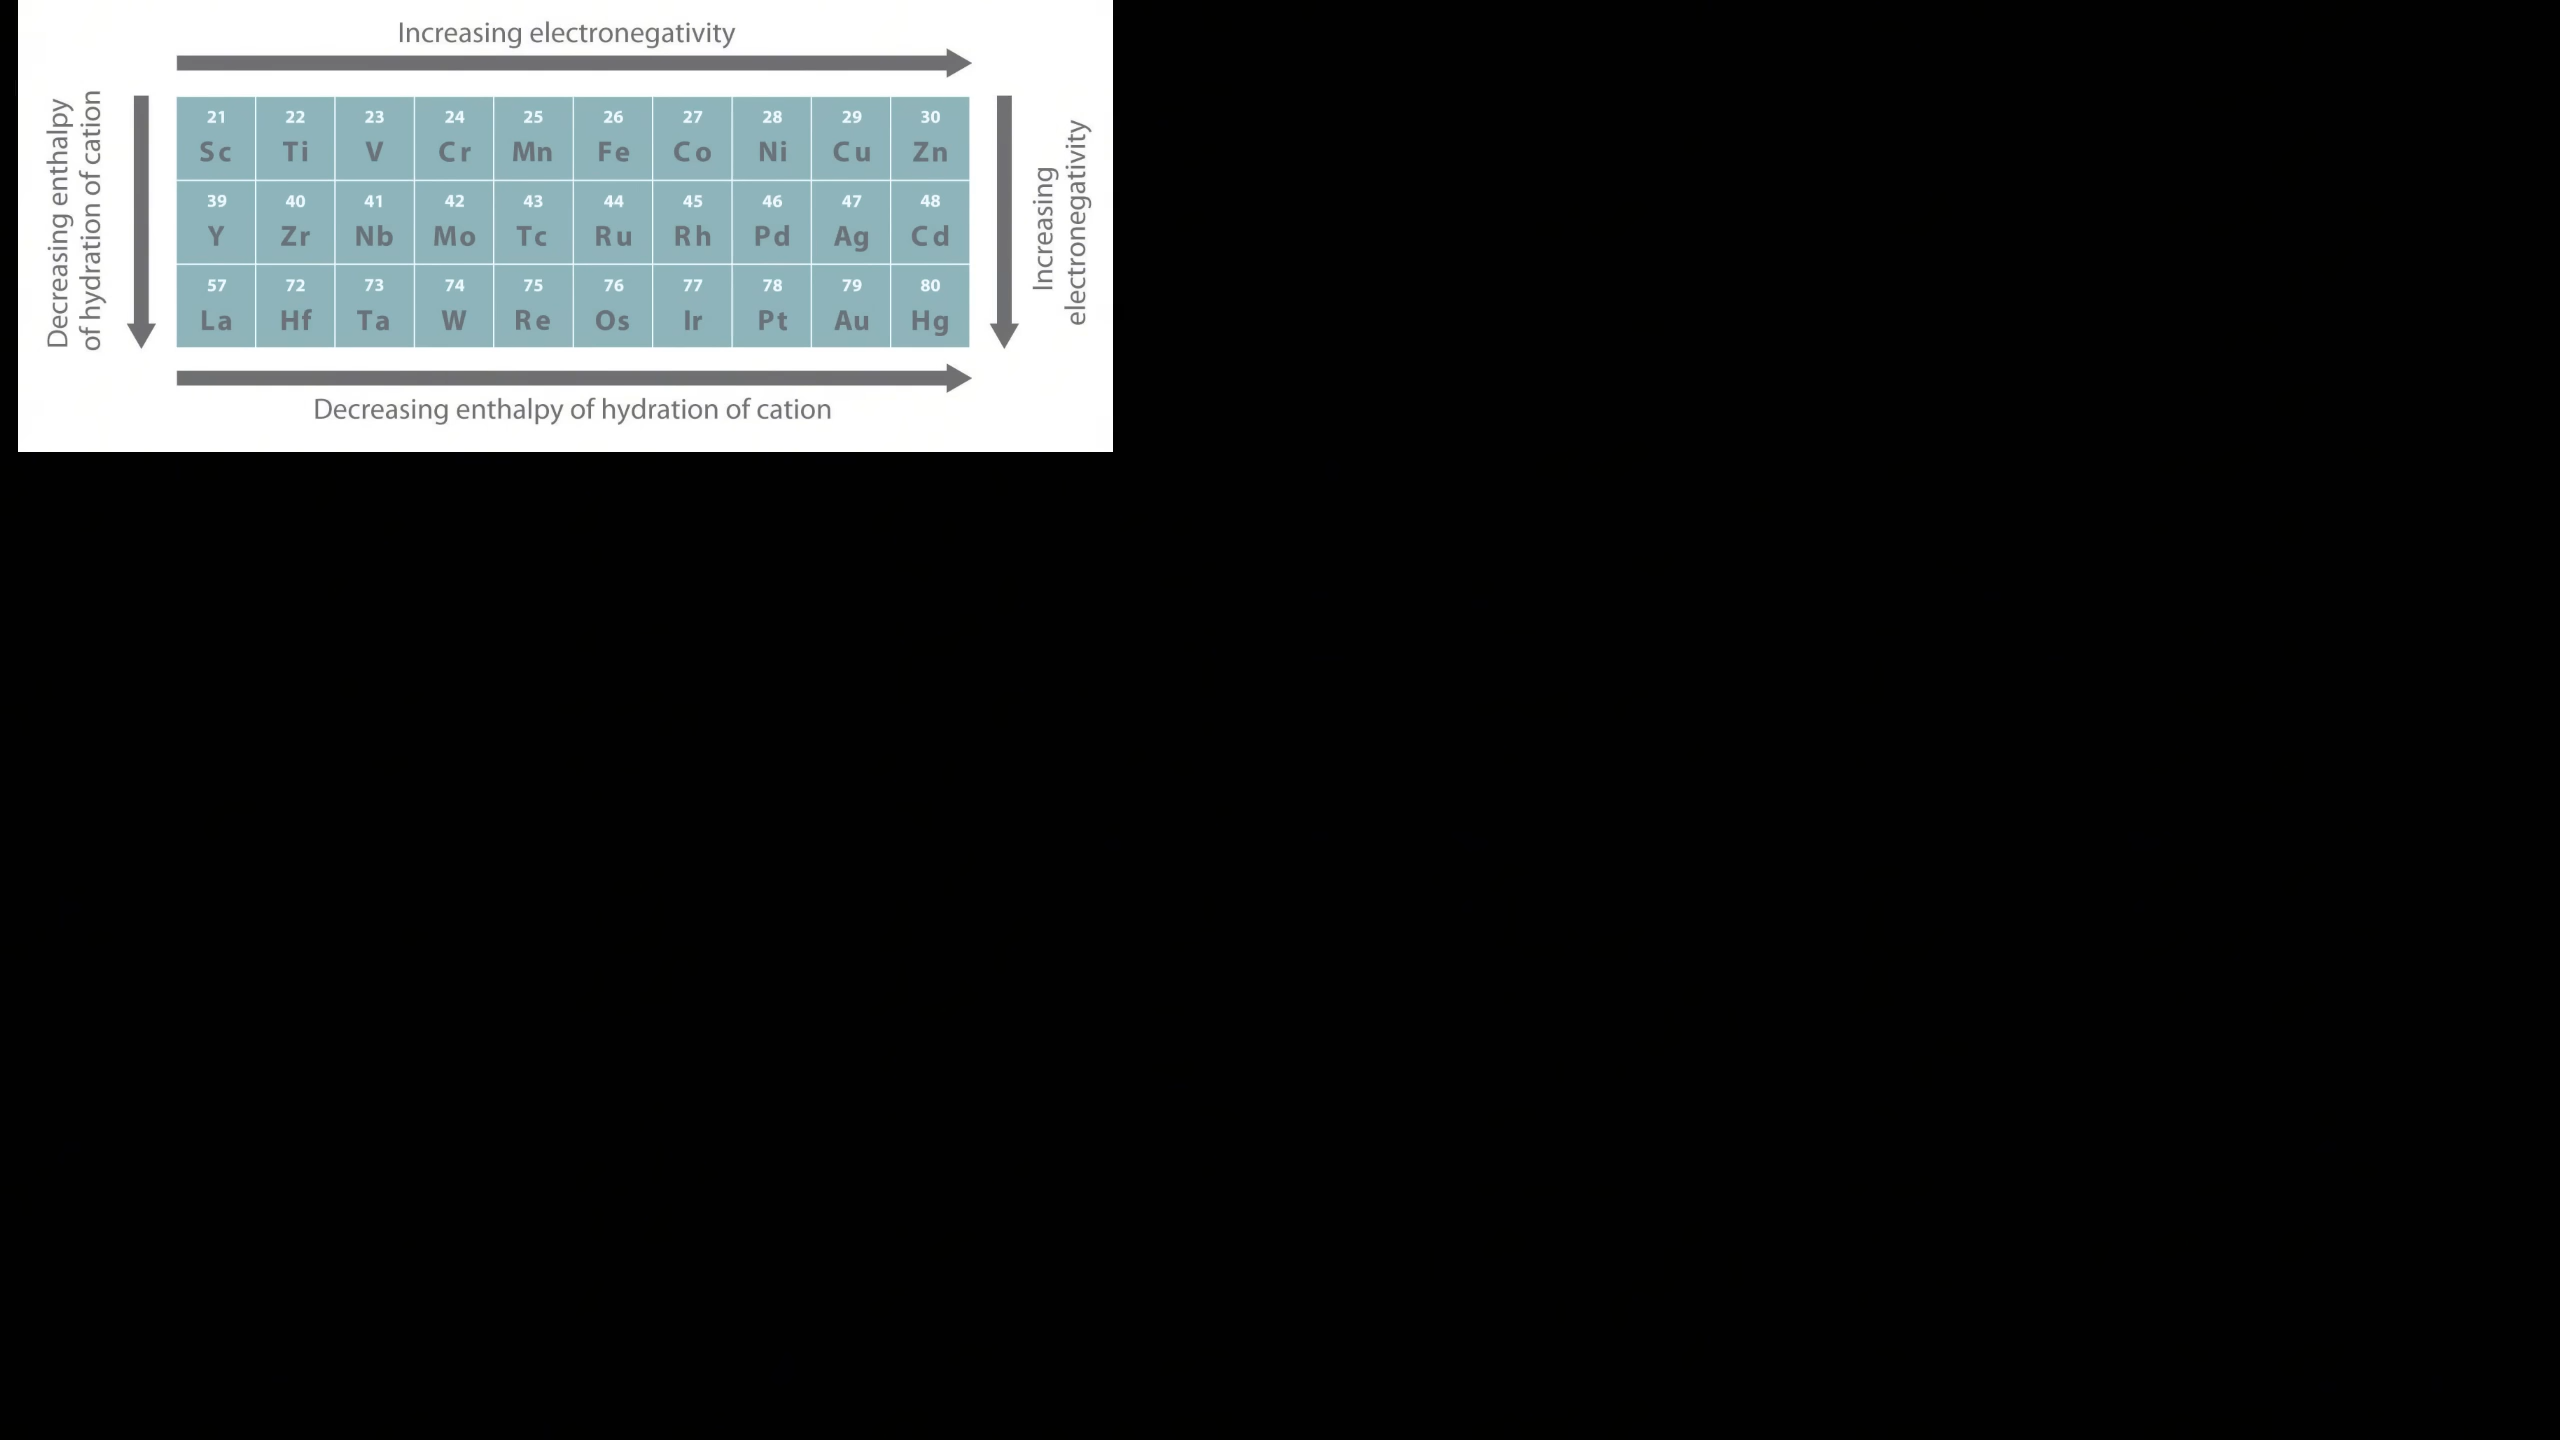 Increasing electronegativity
Decreasing enthalpy
of hydration of cation
21 22 23 24 25 26 27 28 29 30
Sc Ti V Cr Mn Fe Co Ni Cu Zn
39 40 41 42 43 44 45 46 47 48
Y Zr Nb Mo Tc Ru Rh Pd Ag Cd
57 72 73 74 75 76 77 78 79 80
La Hf Ta W Re Os Ir Pt Au Hg
Increasing
electronegativity
Decreasing enthalpy of hydration of cation